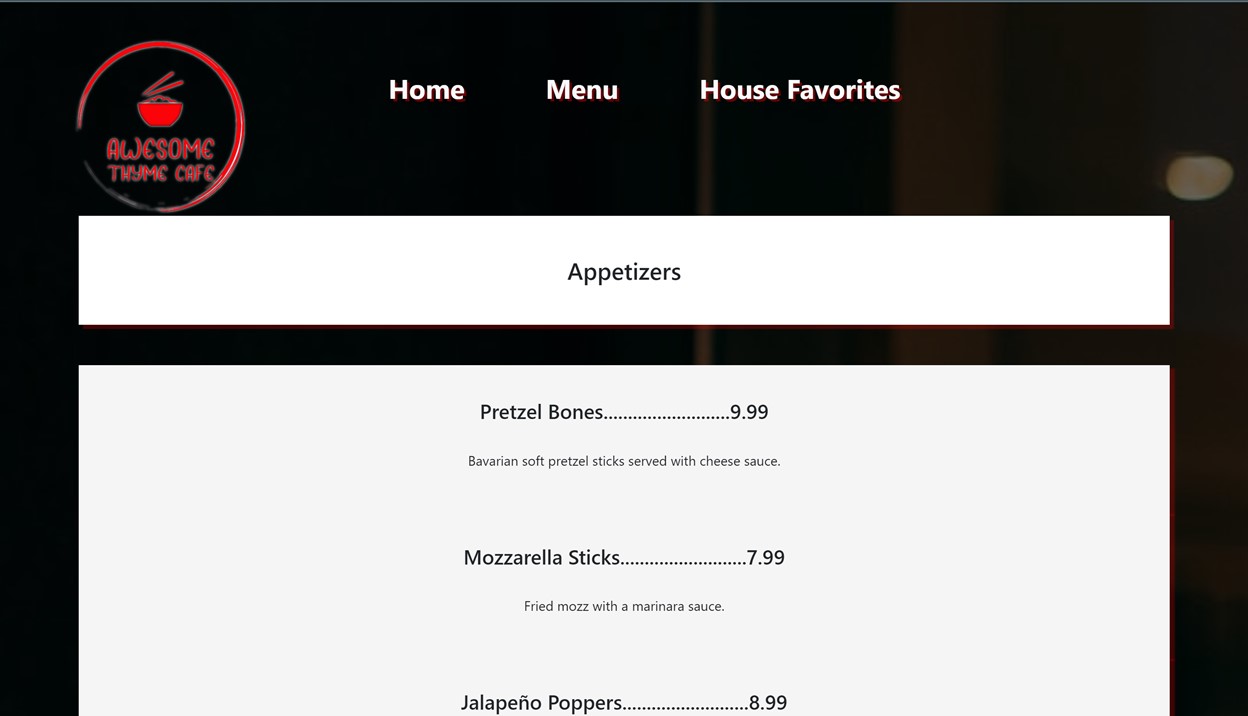 AWESOME
THYME CAFE
Home Menu House Favorites
Appetizers
Pretzel Bones..........................9.99
Bavarian soft pretzel sticks served with cheese sauce.
Mozzarella Sticks..........................7.99
Fried mozz with a marinara sauce.
Jalapeño Poppers..........................8.99